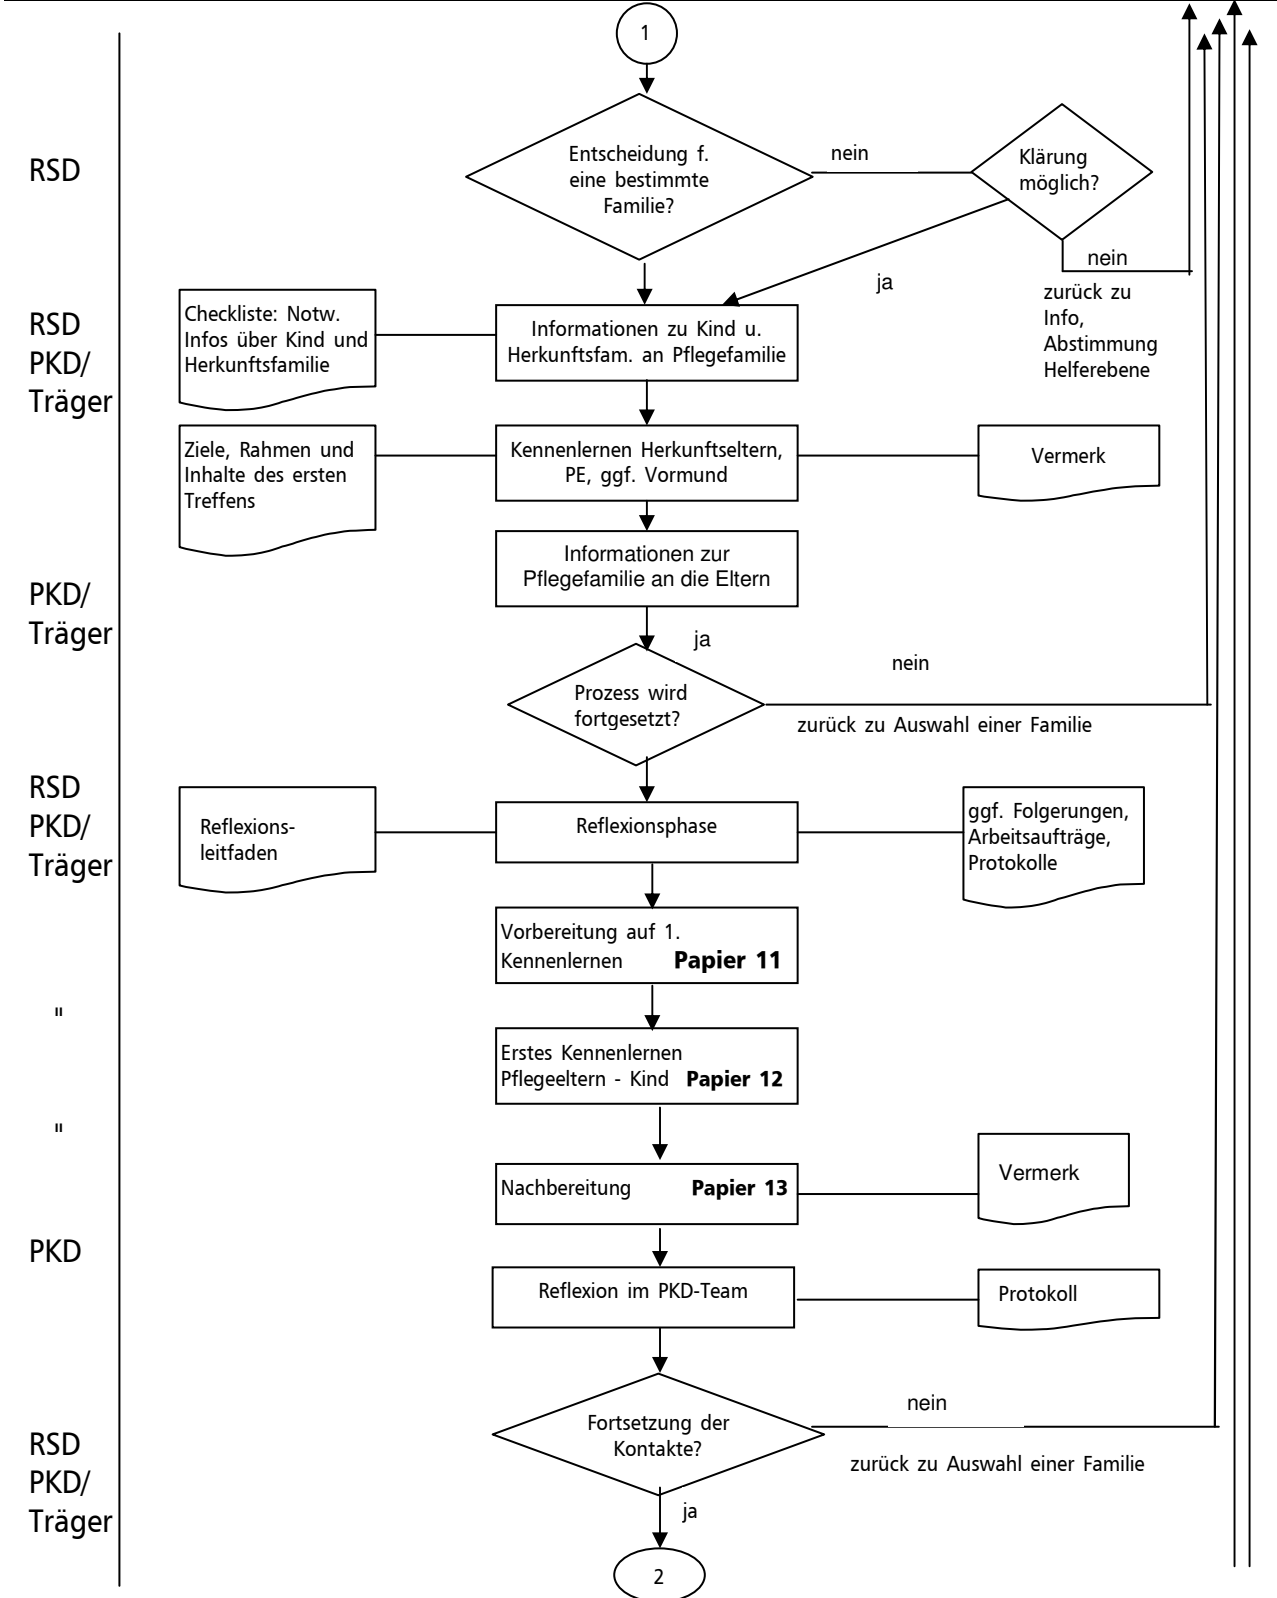 1
RSD
Entscheidung f.
eine bestimmte
Familie?
nein
Klärung
möglich?
nein
ja
zurück zu
Info,
Abstimmung
Helferebene
RSD
PKD/
Träger
Checkliste: Notw.
Infos über Kind und
Herkunftsfamilie
Informationen zu Kind u.
Herkunftsfam. an Pflegefamilie
Ziele, Rahmen und
Inhalte des ersten
Treffens
Kennenlernen Herkunftseltern,
PE, ggf. Vormund
Vermerk
Informationen zur
Pflegefamilie an die Eltern
PKD/
Träger
ja
Prozess wird
fortgesetzt?
nein
zurück zu Auswahl einer Familie
RSD
PKD/
Träger
Reflexions-
leitfaden
Reflexionsphase
ggf. Folgerungen,
Arbeitsaufträge,
Protokolle
Vorbereitung auf 1.
Kennenlernen Papier 11
"
Erstes Kennenlernen
Pflegeeltern - Kind Papier 12
"
Nachbereitung Papier 13
Vermerk
PKD
Reflexion im PKD-Team
Protokoll
RSD
PKD/
Träger
Fortsetzung der
Kontakte?
nein
zurück zu Auswahl einer Familie
ja
2